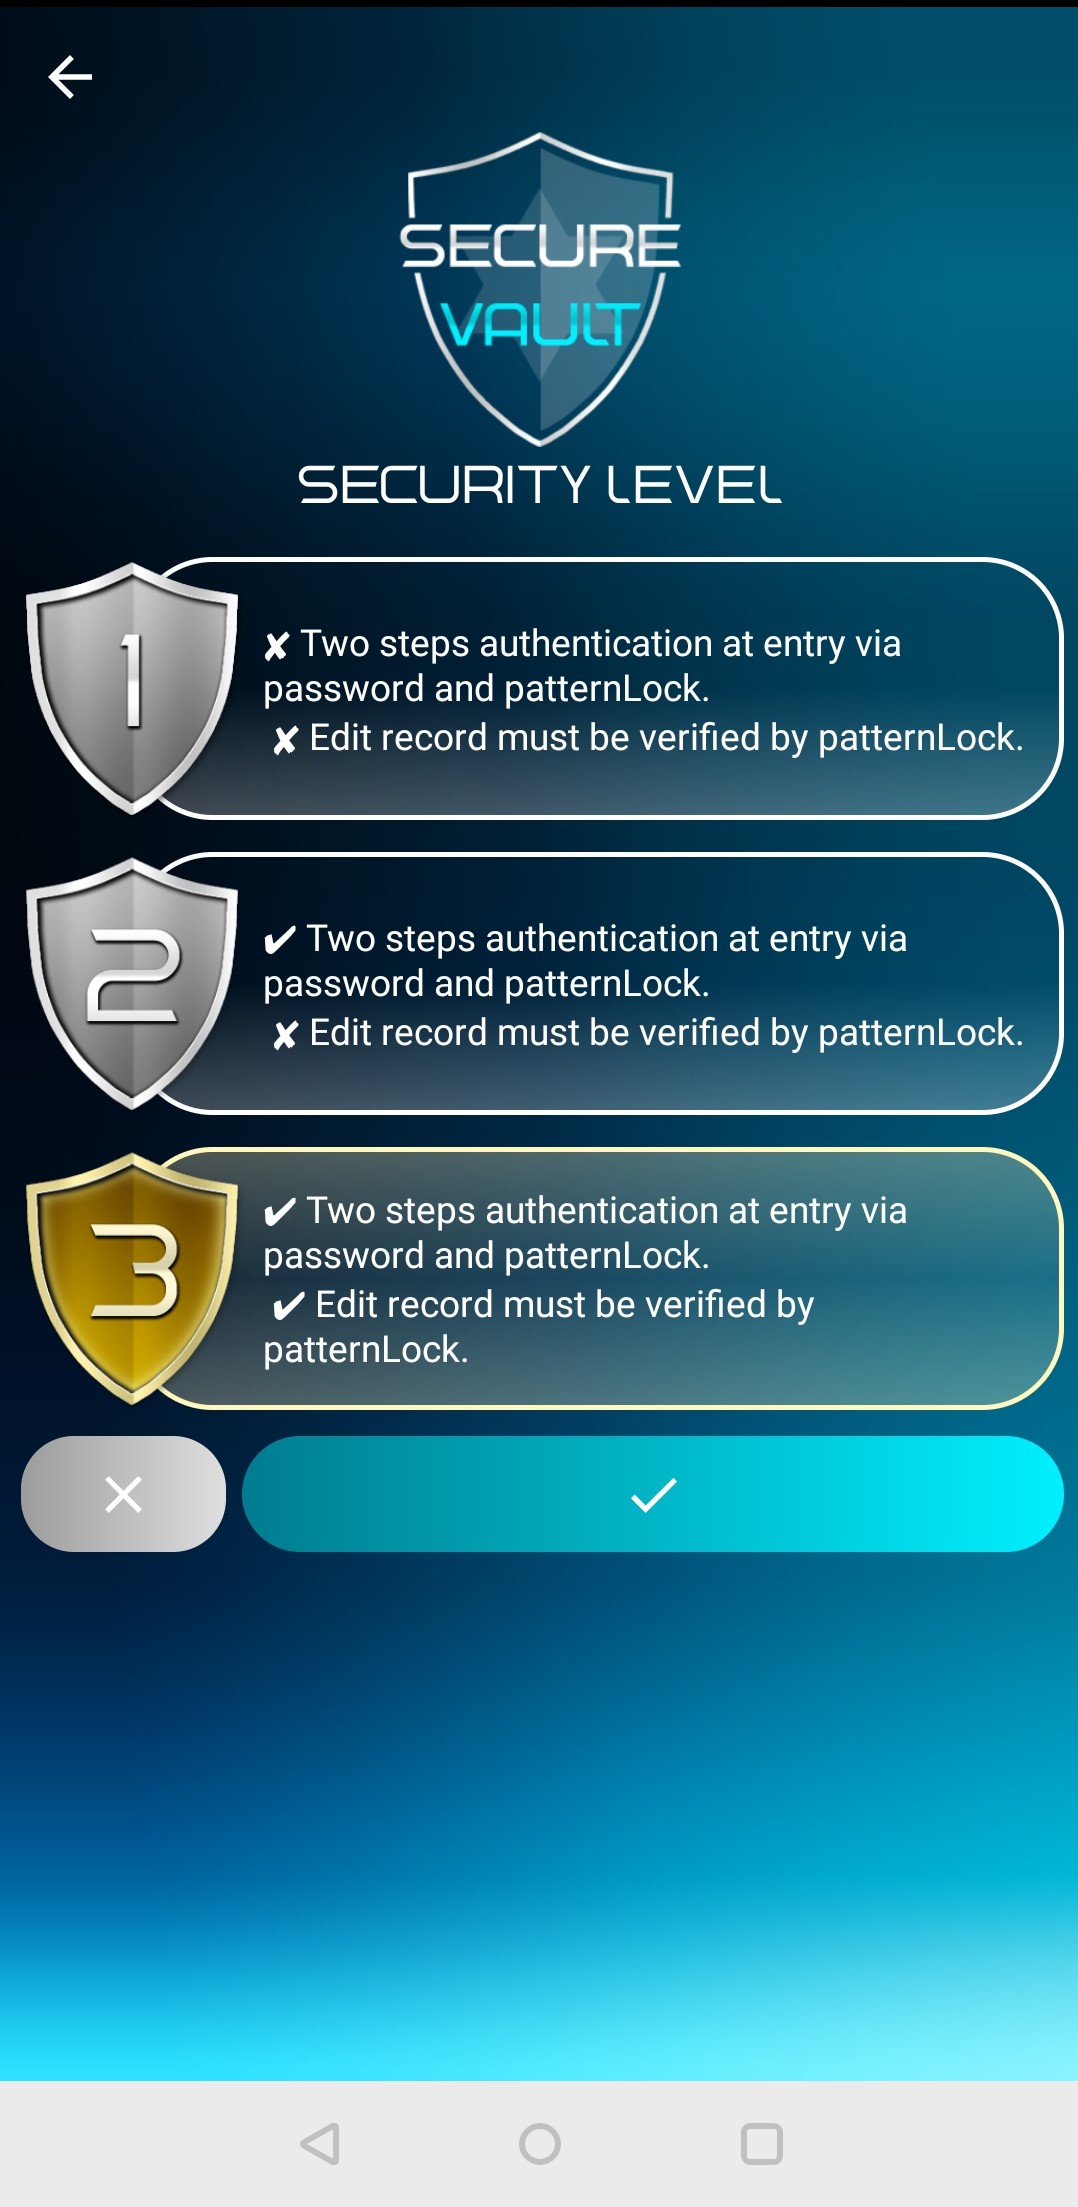 SECURE
VAULT
SECURITY LEVEL
1
✘ Two steps authentication at entry via
password and patternLock.
✘ Edit record must be verified by patternLock.
2
✔ Two steps authentication at entry via
password and patternLock.
✘ Edit record must be verified by patternLock.
3
✔ Two steps authentication at entry via
password and patternLock.
✔ Edit record must be verified by
patternLock.